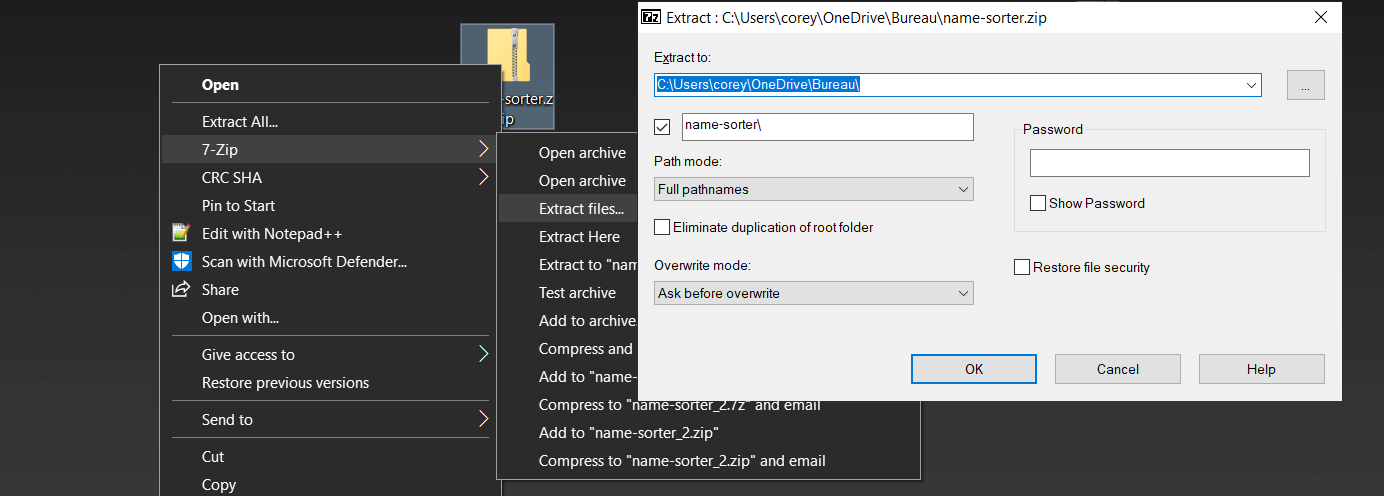 -sorter.z
ip
Open
Extract All...
7-Zip
CRC SHA
Pin to Start
Edit with Notepad++
Scan with Microsoft Defender...
Share
Open with...
Give access to
Restore previous versions
Send to
Cut
Copy
Open archive
Open archive
Extract files...
Extract Here
Extract to "nam
Test archive
Add to archive.
Compress and
Add to "name-
Compress to "name-sorter_2.7z" and email
Add to "name-sorter_2.zip"
Compress to "name-sorter_2.zip" and email
7z Extract : C:\Users\corey\OneDrive\Bureau\name-sorter.zip
Extract to:
C:\Users\corey\OneDrive\Bureau\
...
name-sorter\
Path mode:
Full pathnames
Eliminate duplication of root folder
Overwrite mode:
Ask before overwrite
Password
Show Password
Restore file security
OK
Cancel
Help